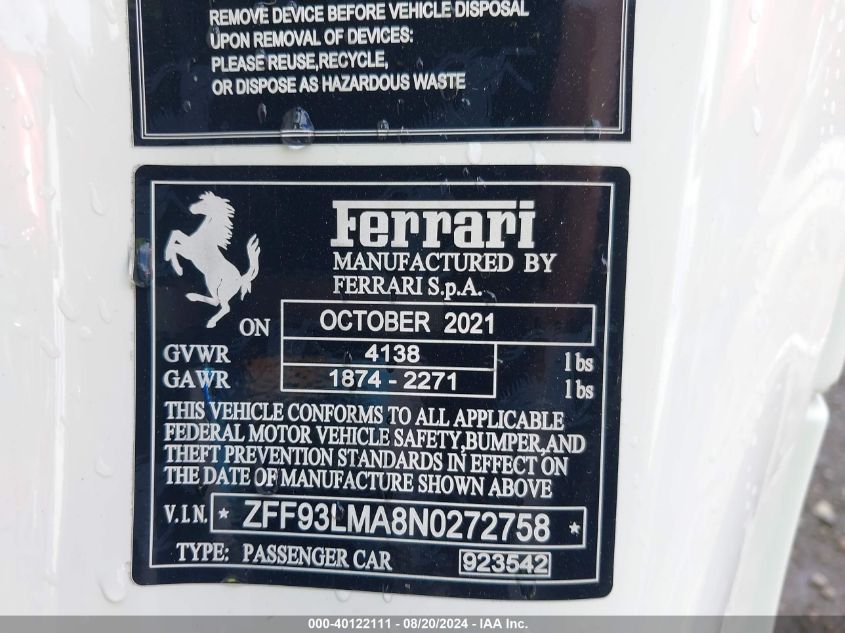 REMOVE DEVICE BEFORE VEHICLE DISPOSAL
UPON REMOVAL OF DEVICES:
PLEASE REUSE,RECYCLE,
OR DISPOSE AS HAZARDOUS WASTE
Ferrari
MANUFACTURED BY
FERRARI S.p.A.
ON OCTOBER 2021
GVWR 4138 lbs
GAWR 1874 - 2271 lbs
THIS VEHICLE CONFORMS TO ALL APPLICABLE
FEDERAL MOTOR VEHICLE SAFETY,BUMPER,AND
THEFT PREVENTION STANDARDS IN EFFECT ON
THE DATE OF MANUFACTURE SHOWN ABOVE
V.I.N. * ZFF93LMA8N0272758 *
TYPE: PASSENGER CAR 923542
000-40122111 - 08/20/2024 - IAA Inc.